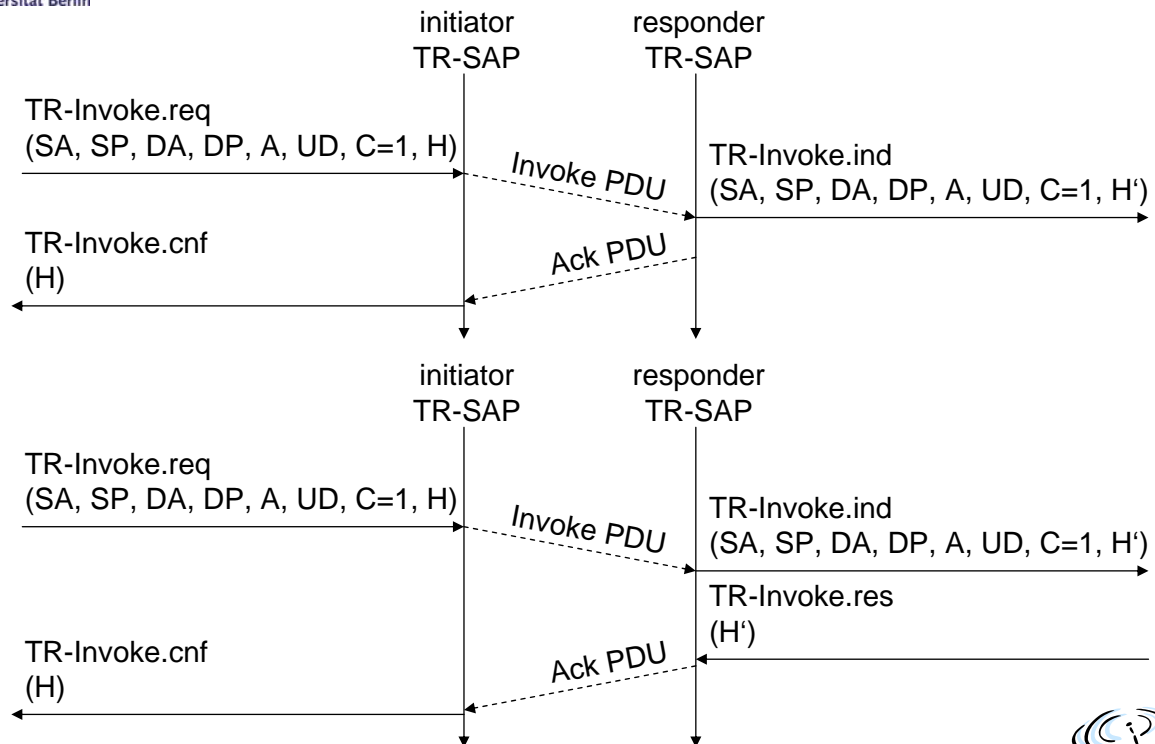 initiator
TR-SAP
responder
TR-SAP
TR-Invoke.req
(SA, SP, DA, DP, A, UD, C=1, H)
Invoke PDU
TR-Invoke.ind
(SA, SP, DA, DP, A, UD, C=1, H‘)
TR-Invoke.cnf
(H)
Ack PDU
initiator
TR-SAP
responder
TR-SAP
TR-Invoke.req
(SA, SP, DA, DP, A, UD, C=1, H)
Invoke PDU
TR-Invoke.ind
(SA, SP, DA, DP, A, UD, C=1, H‘)
TR-Invoke.res
(H‘)
TR-Invoke.cnf
(H)
Ack PDU